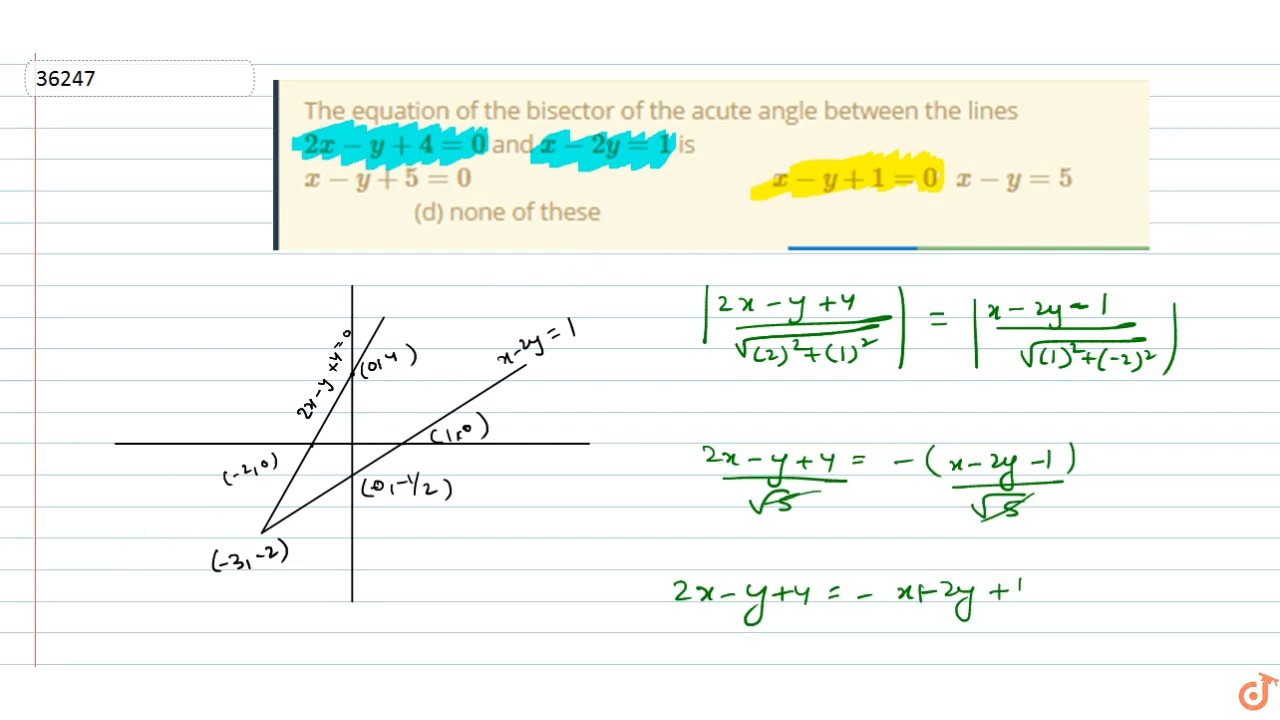 36247
The equation of the bisector of the acute angle between the lines
2x − y + 4 = 0 and x − 2y = 1 is
x − y + 5 = 0 x − y + 1 = 0 x − y = 5
(d) none of these
2x-y+4=0
(0,4)
x-2y=1
(1,0)
(-2,0)
(0,-1/2)
(-3,-2)
|2x-y+4/√(2)²+(1)²| = |x-2y-1/√(1)²+(-2)²|
2x-y+4/√5 = -(x-2y-1)/√5
2x-y+4 = -x+2y+1